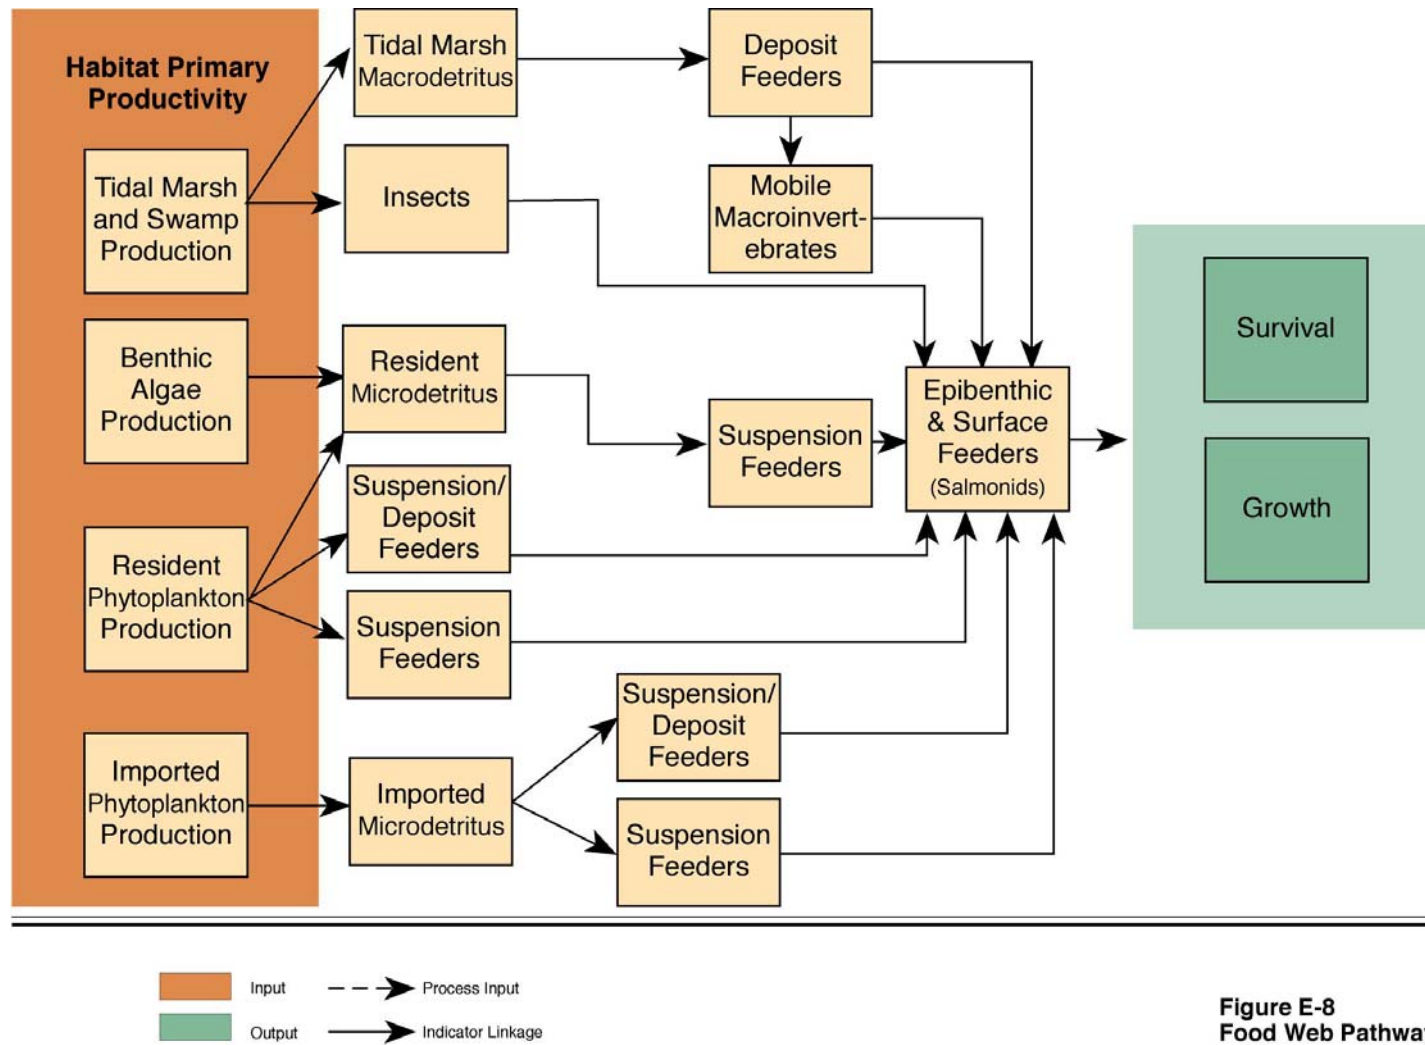 Habitat Primary
Productivity
Tidal Marsh
and Swamp
Production
Benthic
Algae
Production
Resident
Phytoplankton
Production
Imported
Phytoplankton
Production
Tidal Marsh
Macrodetritus
Insects
Resident
Microdetritus
Suspension/
Deposit
Feeders
Suspension
Feeders
Imported
Microdetritus
Suspension/
Deposit
Feeders
Suspension
Feeders
Deposit
Feeders
Mobile
Macroinvert-
ebrates
Suspension
Feeders
Epibenthic
& Surface
Feeders
(Salmonids)
Survival
Growth
Input
Process Input
Output
Indicator Linkage
Figure E-8
Food Web